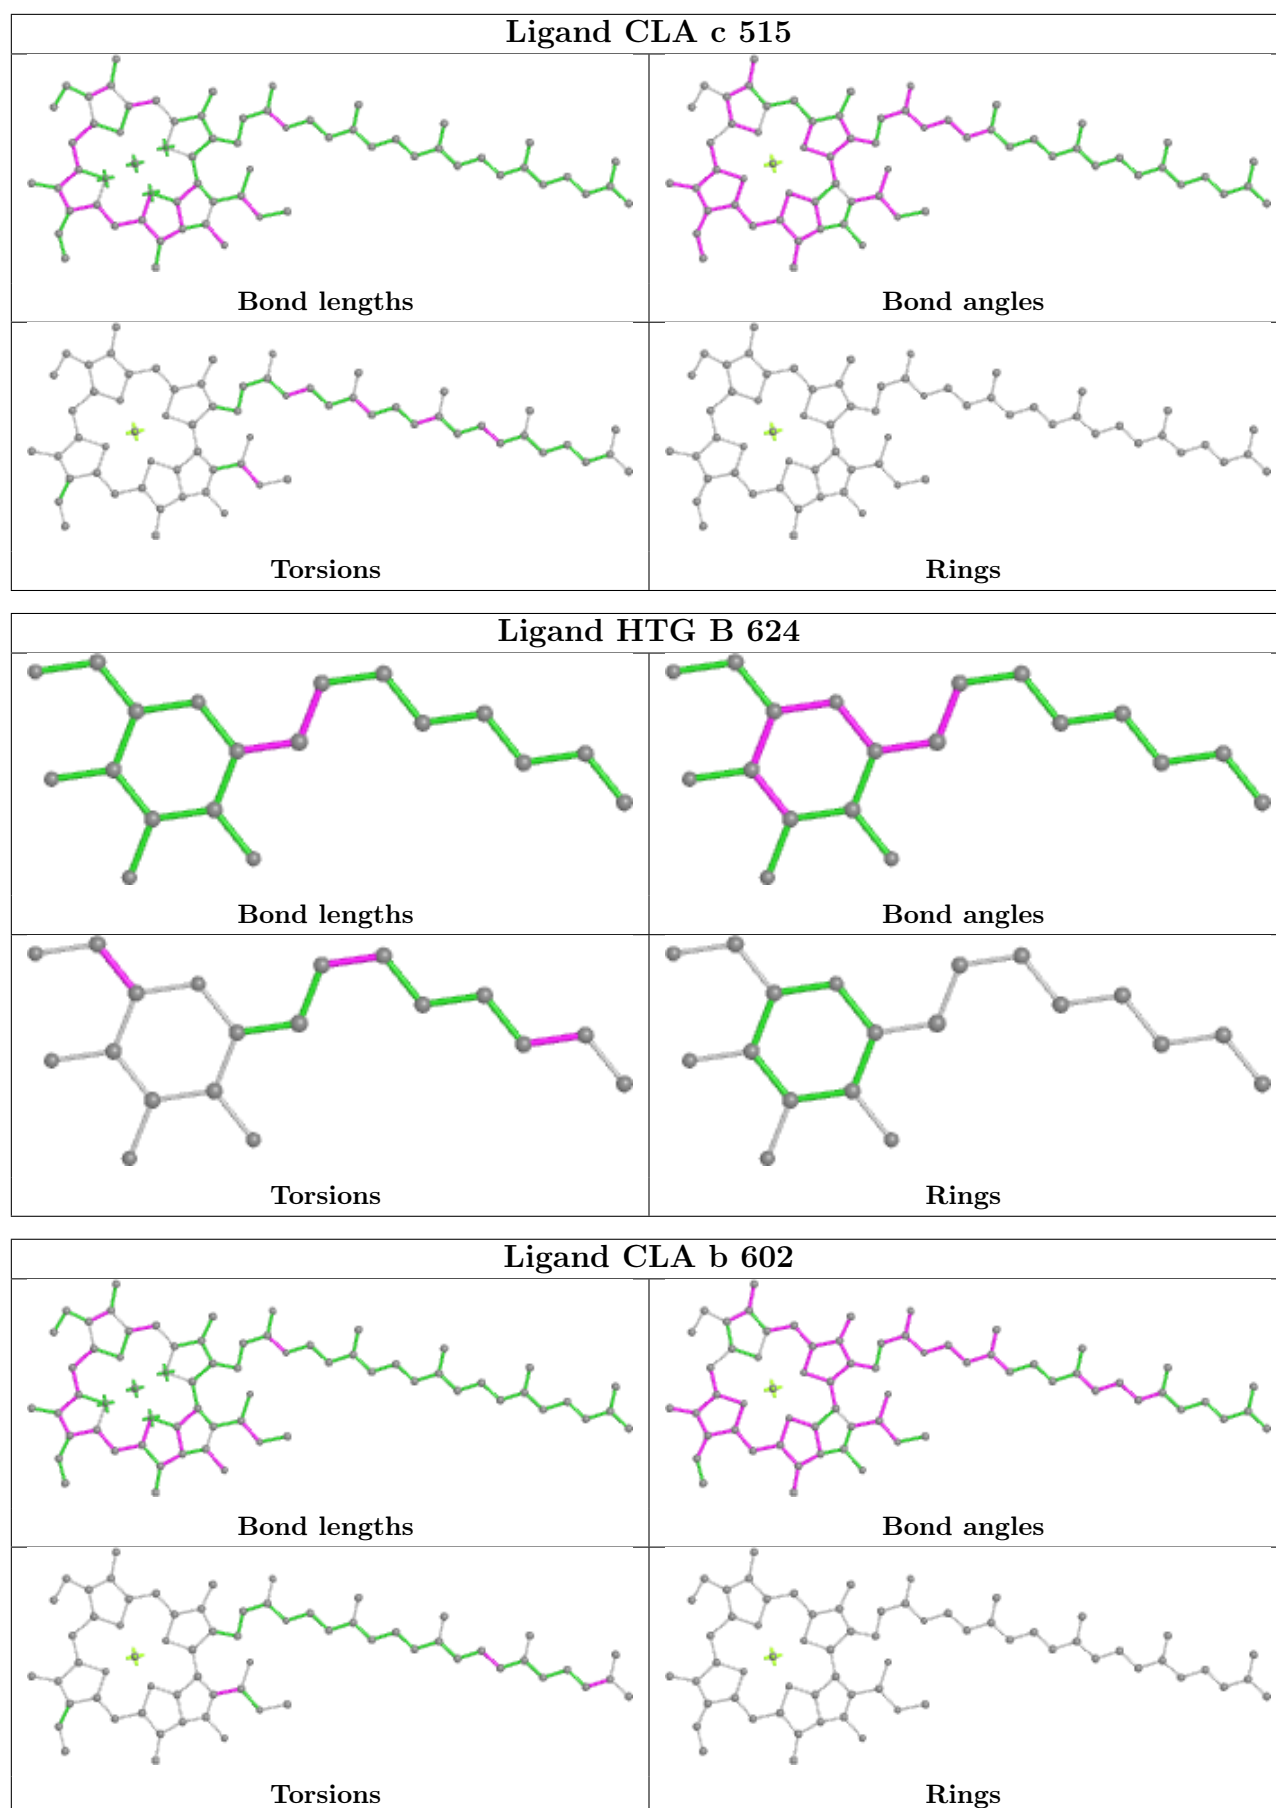 Ligand CLA c 515
Bond lengths
Bond angles
Torsions
Rings
Ligand HTG B 624
Bond lengths
Bond angles
Torsions
Rings
Ligand CLA b 602
Bond lengths
Bond angles
Torsions
Rings